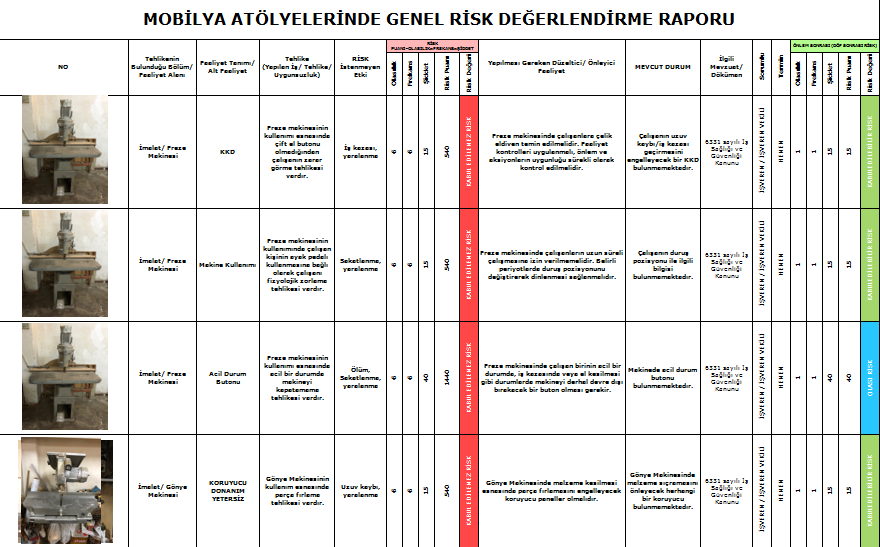 MOBİLYA ATÖLYELERİNDE GENEL RİSK DEĞERLENDİRME RAPORU
NO
Tehlikenin
Bulunduğu Bölüm/
Faaliyet Alanı
Faaliyet Tanımı/
Alt Faaliyet
Tehlike
(Yapılan İş/ Tehlike/
Uygunsuzluk)
RİSK
İstenmeyen
Etki
RİSK
PUANI=OLASILIKxFREKANSxŞİDDET
Olasılık
Frekans
Şiddet
Risk Puanı
Risk Değeri
Yapılması Gereken Düzeltici/ Önleyici
Faaliyet
MEVCUT DURUM
İlgili
Mevzuat/
Doküman
Sorumlu
Termin
ÖNLEM SONRASI (DÖF SONRASI RİSK)
Olasılık
Frekans
Şiddet
Risk Puanı
Risk Değeri
İmalat/ Freze
Makinesi
KKD
Freze makinesinin
kullanımı esnasında
çift el butonu
olmadığından
çalışanın zarar
görme tehlikesi
vardır.
İş kazası,
yaralanma
6
6
15
540
KABUL EDİLEMEZ RİSK
Freze makinesinde çalışanlara çelik
eldiven temin edilmelidir. Faaliyet
kontrolleri uygulanmalı, önlem ve
aksiyonların uygunluğu sürekli olarak
kontrol edilmelidir.
Çalışanın uzuv
kaybı/iş kazası
geçirmesini
engelleyecek bir KKD
bulunmamaktadır.
6331 sayılı İş
Sağlığı ve
Güvenliği
Kanunu
İŞVEREN / İŞVEREN VEKİLİ
HEMEN
1
1
15
15
KABUL EDİLEBİLİR RİSK
İmalat/ Freze
Makinesi
Makine Kullanımı
Freze makinesinin
kullanımında çalışan
kişinin ayak pedalı
kullanmasına bağlı
olarak çalışanı
fizyolojik zorlama
tehlikesi vardır.
Sakatlanma,
yaralanma
6
6
15
540
KABUL EDİLEMEZ RİSK
Freze makinesinde çalışanların uzun süreli
çalışmasına izin verilmemelidir. Belirli
periyotlarda duruş pozisyonunu
değiştirerek dinlenmesi sağlanmalıdır.
Çalışanın duruş
pozisyonu ile ilgili
bilgisi
bulunmamaktadır.
6331 sayılı İş
Sağlığı ve
Güvenliği
Kanunu
İŞVEREN / İŞVEREN VEKİLİ
HEMEN
1
1
15
15
KABUL EDİLEBİLİR RİSK
İmalat/ Freze
Makinesi
Acil Durum
Butonu
Freze makinesinin
kullanımı esnasında
acil bir durumda
makineyi
kapatamama
tehlikesi vardır.
Ölüm,
Sakatlanma,
yaralanma
6
6
40
1440
KABUL EDİLEMEZ RİSK
Freze makinesinde çalışan birinin acil bir
durumda, iş kazasında veya el kesilmesi
gibi durumlarda makineyi derhal devre dışı
bırakacak bir buton olması gerekir.
Makinada acil durum
butonu
bulunmamaktadır.
6331 sayılı İş
Sağlığı ve
Güvenliği
Kanunu
İŞVEREN / İŞVEREN VEKİLİ
HEMEN
1
1
40
40
OLASI RİSK
İmalat/ Gönye
Makinesi
KORUYUCU
DONANIM
YETERSİZ
Gönye Makinesinin
kullanım esnasında
parça fırlama
tehlikesi vardır.
Uzuv kaybı,
yaralanma
6
6
15
540
KABUL EDİLEMEZ RİSK
Gönye Makinesinde malzeme kesilmesi
esnasında parça fırlamasını engelleyecek
koruyucu paneller olmalıdır.
Gönye Makinesinde
malzeme sıçramasını
önleyecek herhangi
bir koruyucu
bulunmamaktadır.
6331 sayılı İş
Sağlığı ve
Güvenliği
Kanunu
İŞVEREN / İŞVEREN VEKİLİ
HEMEN
1
1
15
15
KABUL EDİLEBİLİR RİSK